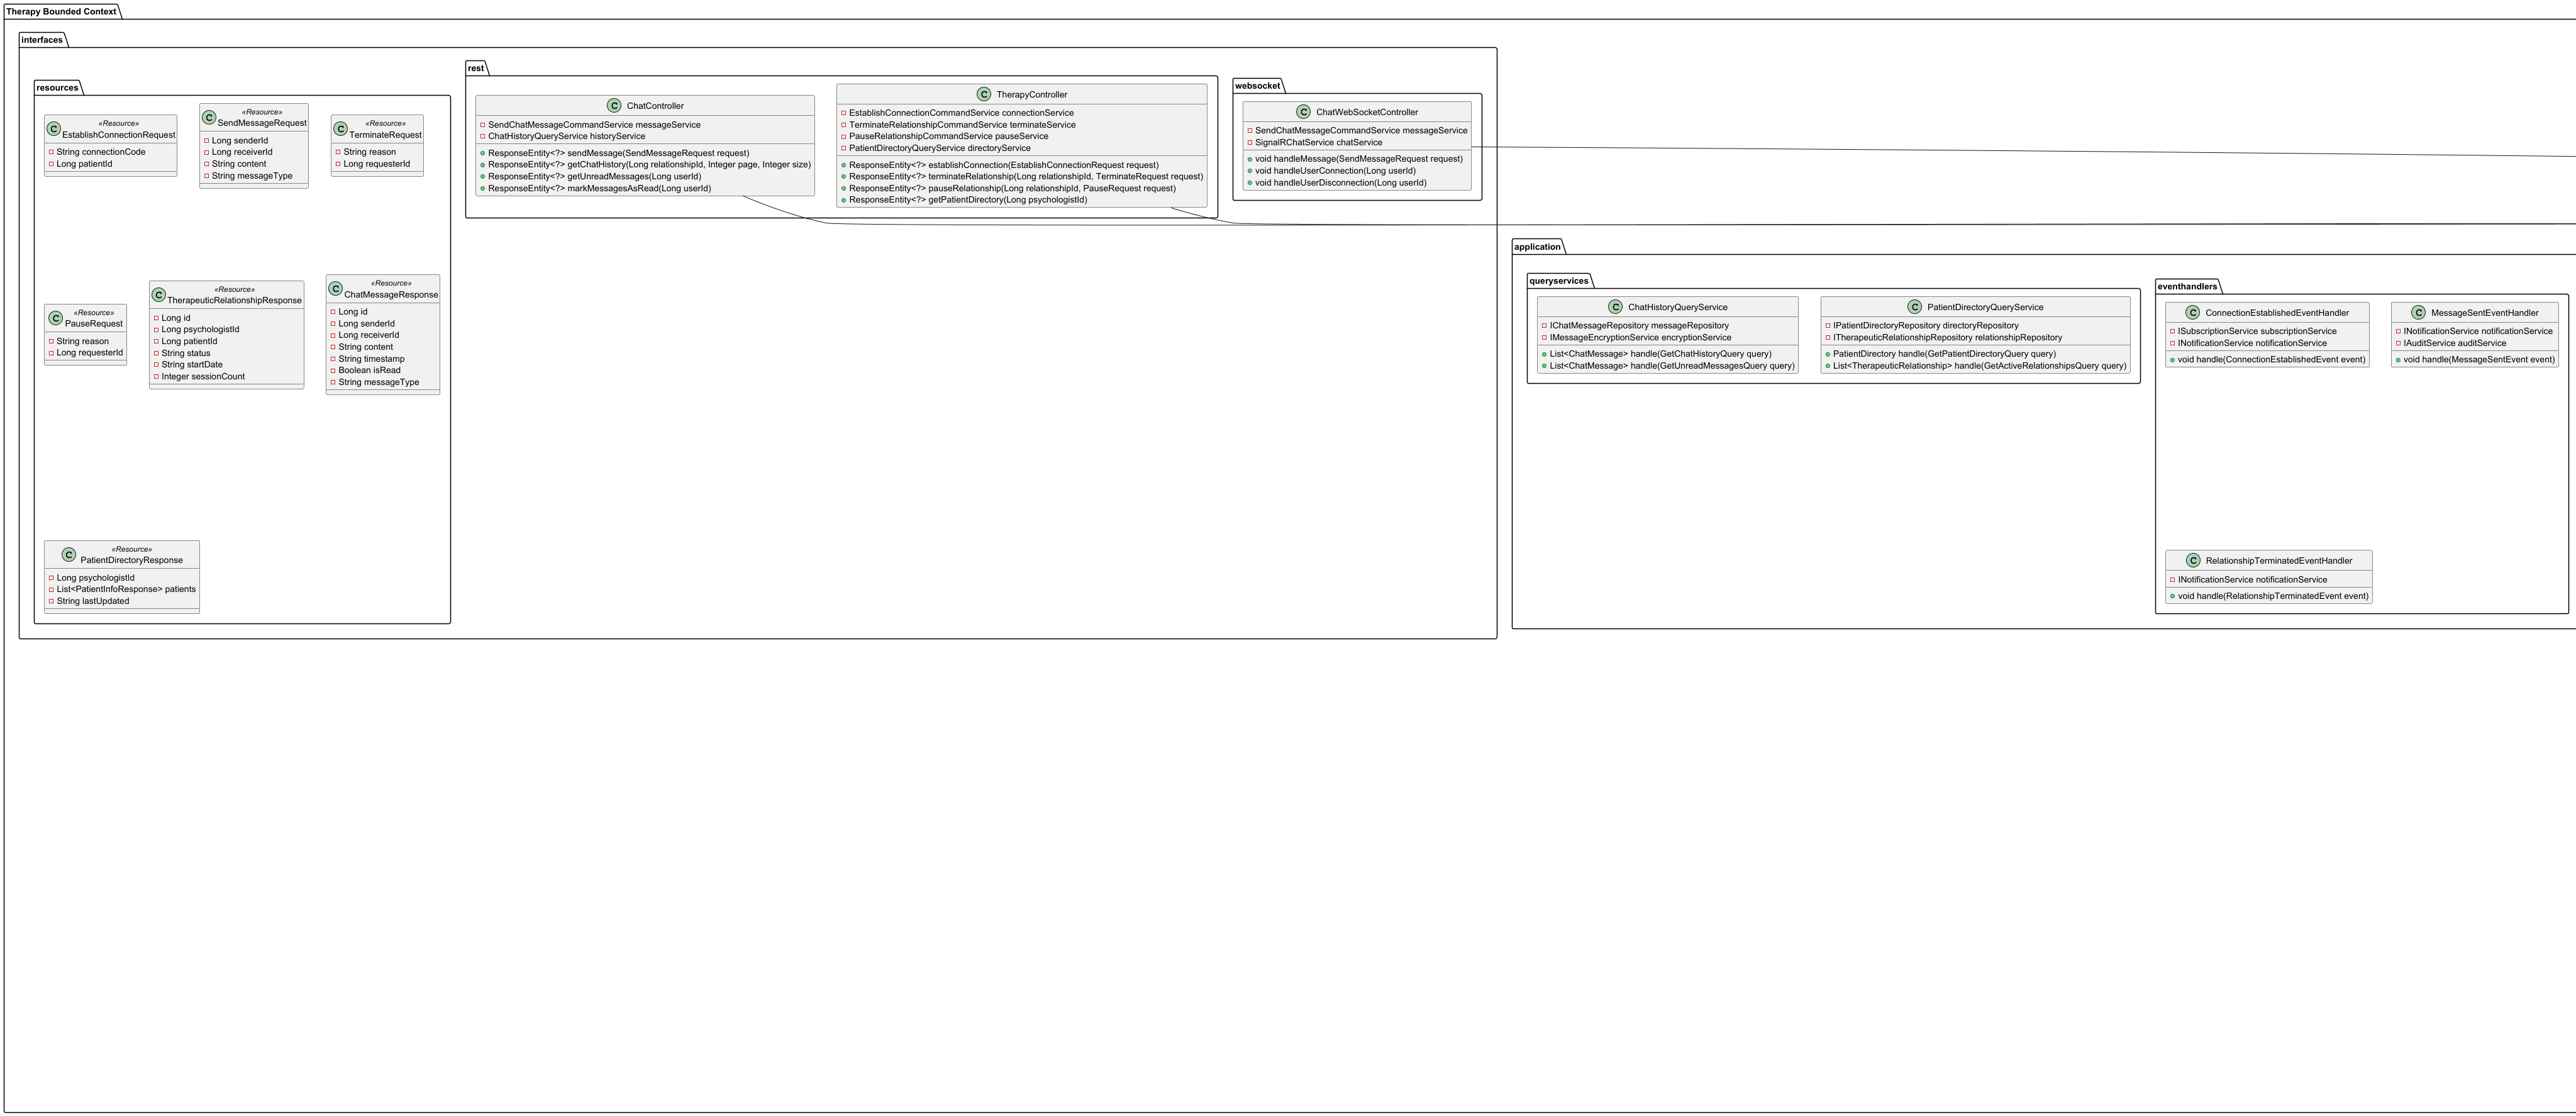 Therapy Bounded Context
interfaces
resources
«Resource»
EstablishConnectionRequest
String connectionCode
Long patientId
«Resource»
SendMessageRequest
Long senderId
Long receiverId
String content
String messageType
«Resource»
TerminateRequest
String reason
Long requesterId
«Resource»
PauseRequest
String reason
Long requesterId
«Resource»
TherapeuticRelationshipResponse
Long id
Long psychologistId
Long patientId
String status
String startDate
Integer sessionCount
«Resource»
ChatMessageResponse
Long id
Long senderId
Long receiverId
String content
String timestamp
Boolean isRead
String messageType
«Resource»
PatientDirectoryResponse
Long psychologistId
List<PatientInfoResponse> patients
String lastUpdated
rest
C ChatController
SendChatMessageCommandService messageService
ChatHistoryQueryService historyService
ResponseEntity<?> sendMessage(SendMessageRequest request)
ResponseEntity<?> getChatHistory(Long relationshipId, Integer page, Integer size)
ResponseEntity<?> getUnreadMessages(Long userId)
ResponseEntity<?> markMessagesAsRead(Long userId)
C TherapyController
EstablishConnectionCommandService connectionService
TerminateRelationshipCommandService terminateService
PauseRelationshipCommandService pauseService
PatientDirectoryQueryService directoryService
ResponseEntity<?> establishConnection(EstablishConnectionRequest request)
ResponseEntity<?> terminateRelationship(Long relationshipId, TerminateRequest request)
ResponseEntity<?> pauseRelationship(Long relationshipId, PauseRequest request)
ResponseEntity<?> getPatientDirectory(Long psychologistId)
websocket
C ChatWebSocketController
SendChatMessageCommandService messageService
SignalRChatService chatService
void handleMessage(SendMessageRequest request)
void handleUserConnection(Long userId)
void handleUserDisconnection(Long userId)
application
queryservices
C ChatHistoryQueryService
IChatMessageRepository messageRepository
IMessageEncryptionService encryptionService
List<ChatMessage> handle(GetChatHistoryQuery query)
List<ChatMessage> handle(GetUnreadMessagesQuery query)
C PatientDirectoryQueryService
IPatientDirectoryRepository directoryRepository
ITherapeuticRelationshipRepository relationshipRepository
PatientDirectory handle(GetPatientDirectoryQuery query)
List<TherapeuticRelationship> handle(GetActiveRelationshipsQuery query)
eventhandlers
C ConnectionEstablishedEventHandler
ISubscriptionService subscriptionService
INotificationService notificationService
void handle(ConnectionEstablishedEvent event)
C MessageSentEventHandler
INotificationService notificationService
IAuditService auditService
void handle(MessageSentEvent event)
C RelationshipTerminatedEventHandler
INotificationService notificationService
void handle(RelationshipTerminatedEvent event)